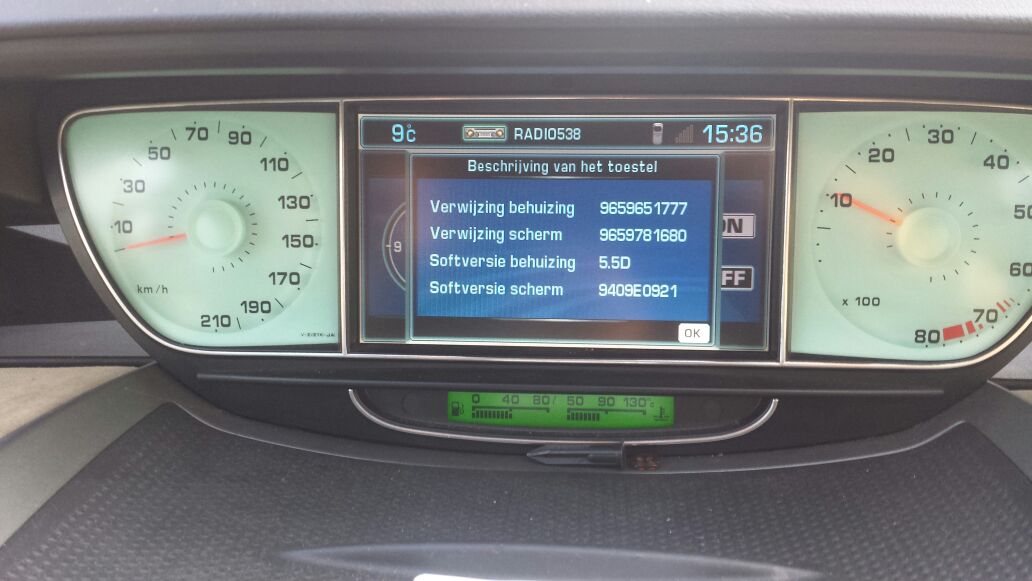 9°C RADIO538 15:36
Beschrijving van het toestel
Verwijzing behuizing 9659651777
Verwijzing scherm 9659781680
Softversie behuizing 5.5D
Softversie scherm 9409E0921
OK
-9
ON
FF
10 30 50 70 90 110 130 150 170 190 210
km/h
10 20 30 40 50 60 70 80
x 100
0 40 80 50 90 130°